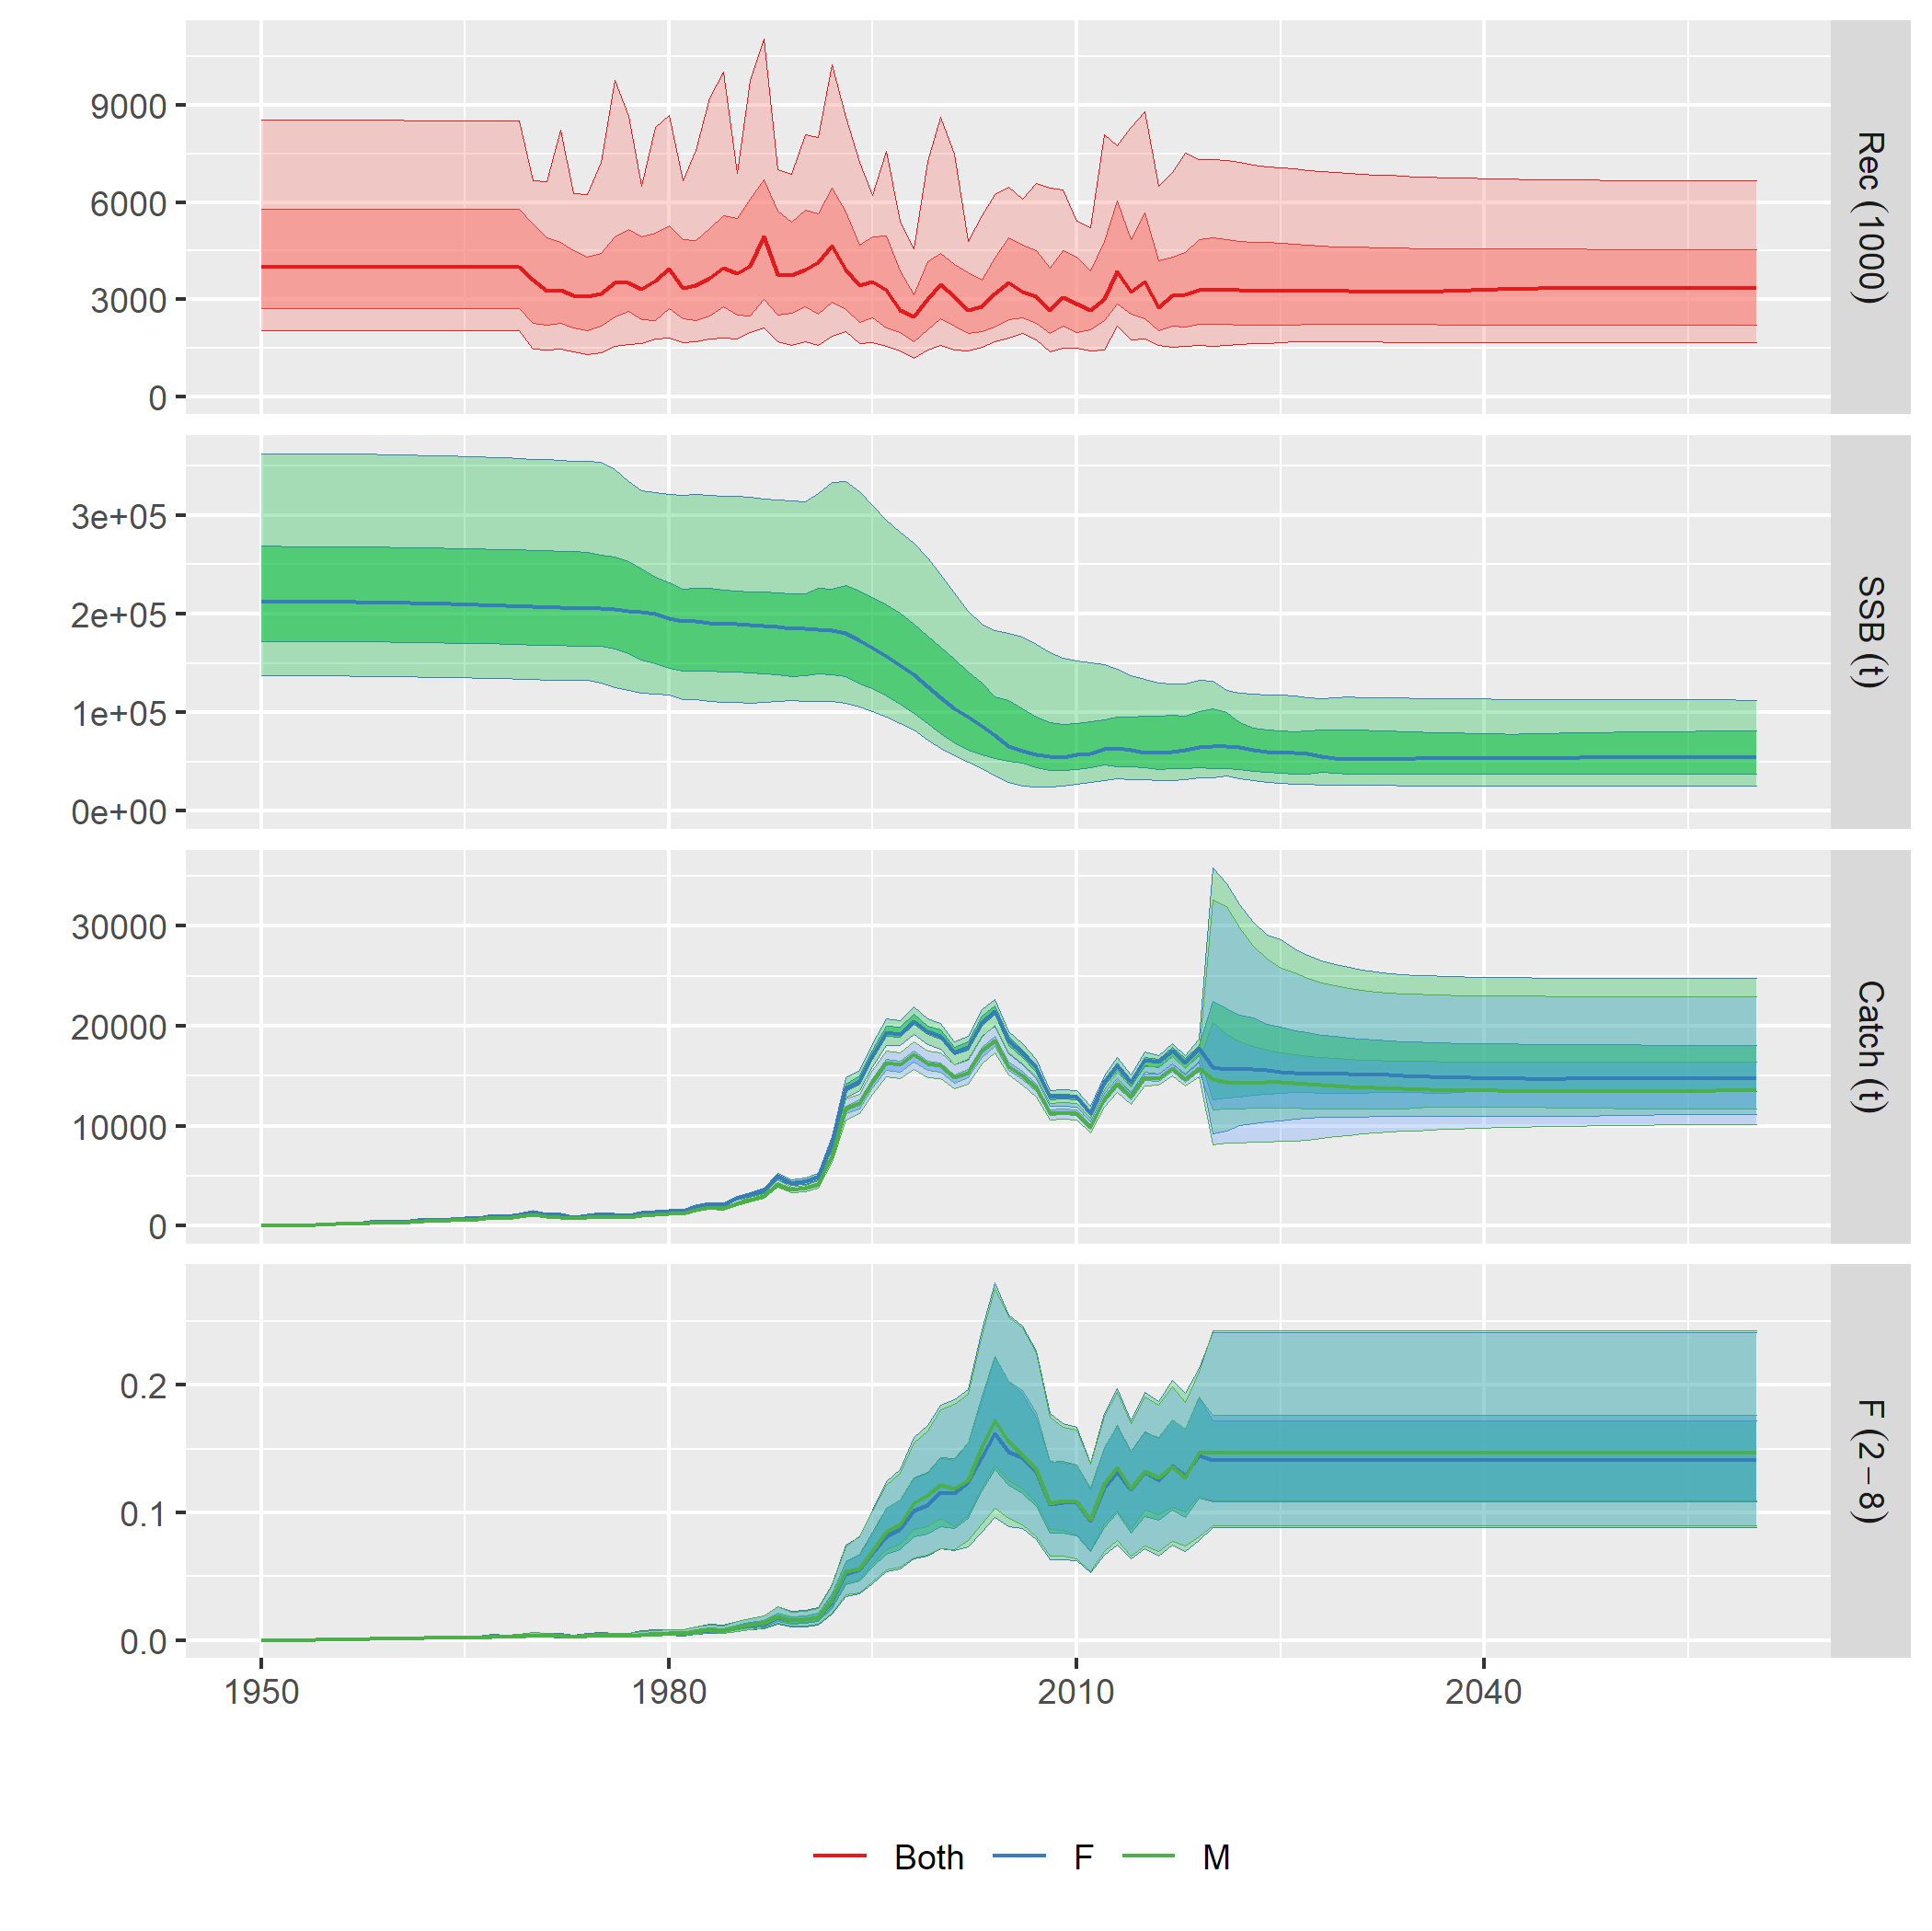 9000
6000
3000
0
Rec (1000)
3e+05
2e+05
1e+05
0e+00
SSB (t)
30000
20000
10000
0
Catch (t)
0.2
0.1
0.0
F (2 − 8)
1950 1980 2010 2040
Both F M